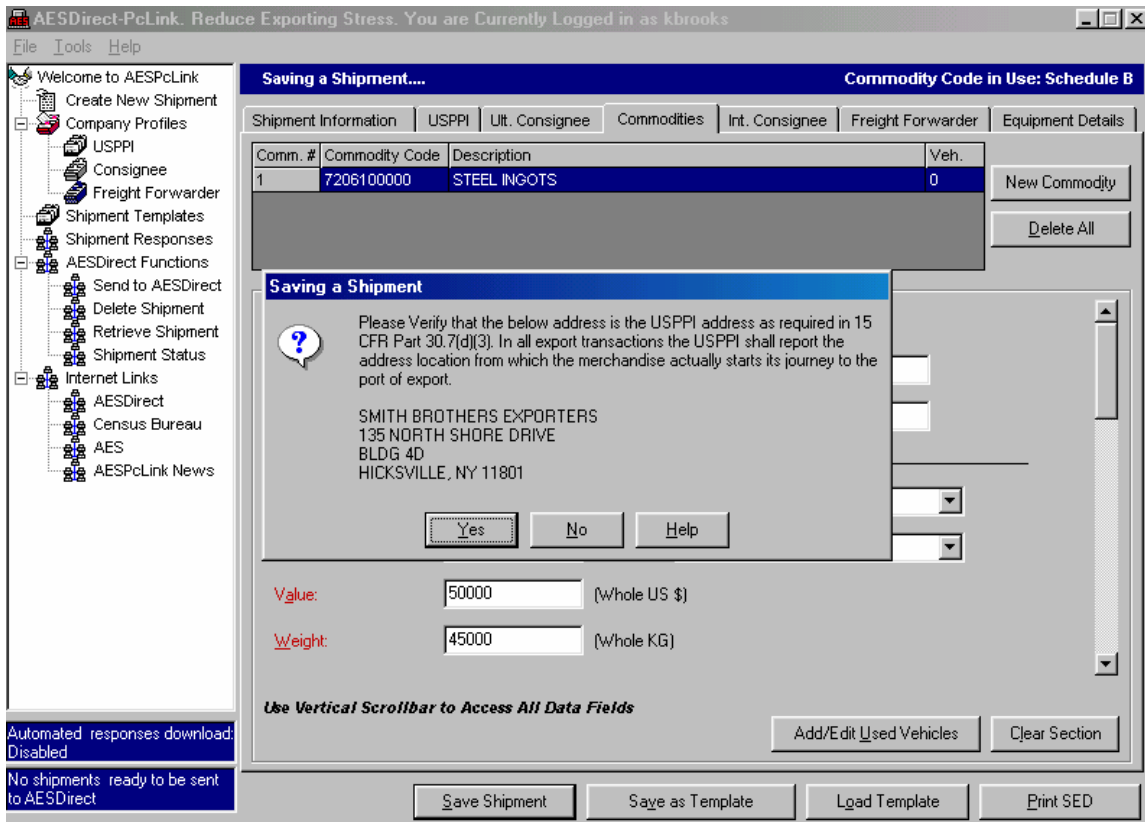 AESDirect-PcLink. Reduce Exporting Stress. You are Currently Logged in as kbrooks
File Tools Help
Welcome to AESPcLink
Create New Shipment
Company Profiles
USPPI
Consignee
Freight Forwarder
Shipment Templates
Shipment Responses
AESDirect Functions
Send to AESDirect
Delete Shipment
Retrieve Shipment
Shipment Status
Internet Links
AESDirect
Census Bureau
AES
AESPcLink News
Automated responses download:
Disabled
No shipments ready to be sent
to AESDirect
Saving a Shipment.... Commodity Code in Use: Schedule B
Shipment Information USPPI Ult. Consignee Commodities Int. Consignee Freight Forwarder Equipment Details
Comm. # Commodity Code Description Veh.
1 7206100000 STEEL INGOTS 0
New Commodity
Delete All
Saving a Shipment
Please Verify that the below address is the USPPI address as required in 15
CFR Part 30.7(d)(3). In all export transactions the USPPI shall report the
address location from which the merchandise actually starts its journey to the
port of export.
SMITH BROTHERS EXPORTERS
135 NORTH SHORE DRIVE
BLDG 4D
HICKSVILLE, NY 11801
Yes No Help
Value: 50000 (Whole US $)
Weight: 45000 (Whole KG)
Use Vertical Scrollbar to Access All Data Fields
Add/Edit Used Vehicles Clear Section
Save Shipment Save as Template Load Template Print SED